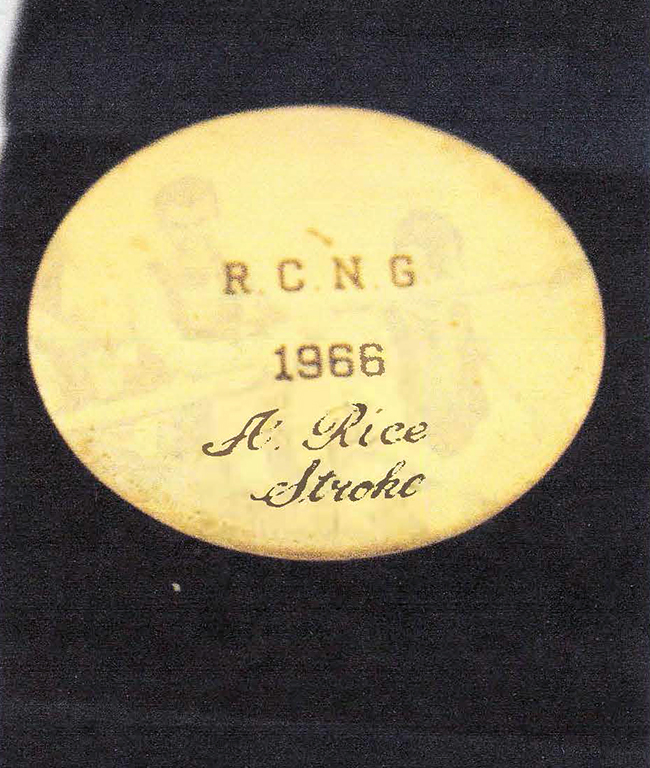 R.C.N.G.
1966
A. Rice
Stroke